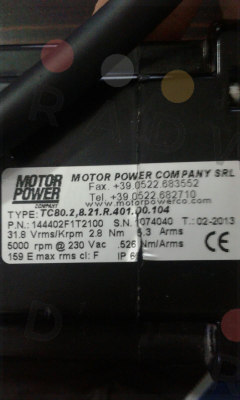 MOTOR POWER COMPANY
MOTOR POWER COMPANY SRL
Fax. +39 0522.683552
Tel. +39 0522.682710
www.motorpowerco.com
TYPE: TC80.2,8.21.R.401.00.104
P.N.: 144402F1T2100 S.N. 1074040 T.: 02-2013
31.8 Vrms/Krpm 2.8 Nm 5.3 Arms
5000 rpm @ 230 Vac .526 Nm/Arms
159 E max rms cl: F IP
CE